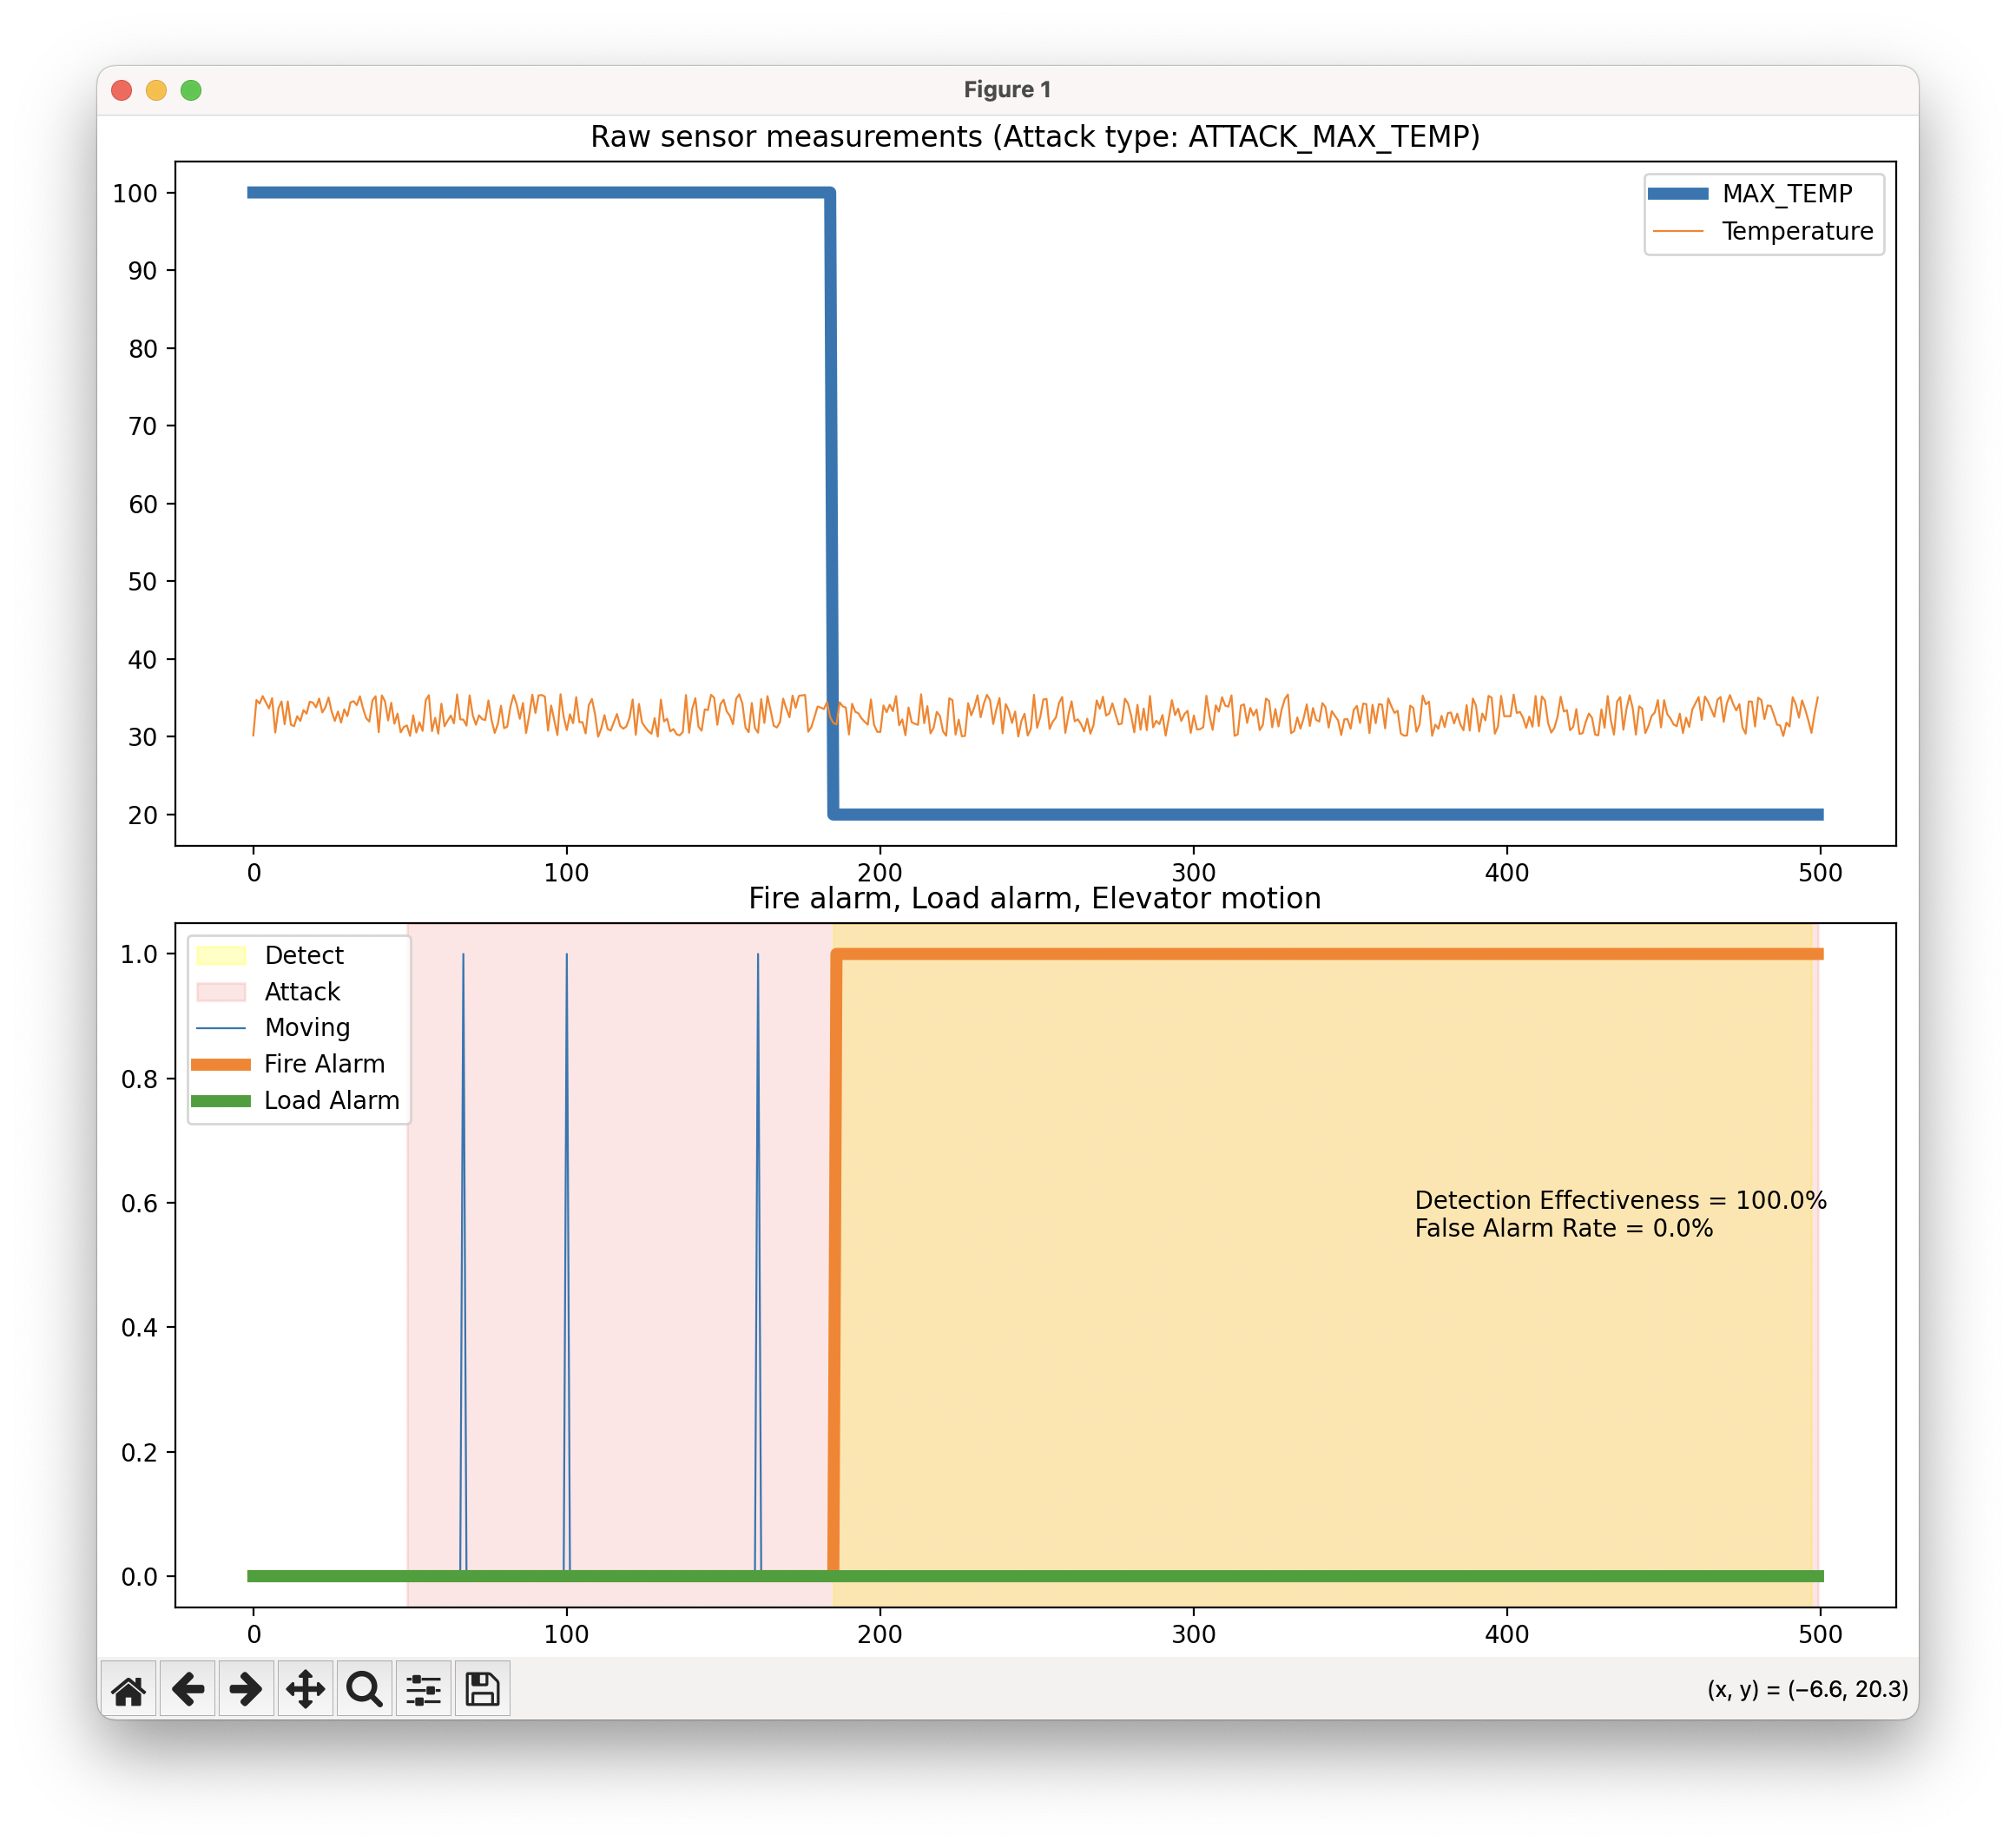 Figure 1
Raw sensor measurements (Attack type: ATTACK_MAX_TEMP)
100
90
80
70
60
50
40
30
20
MAX_TEMP
Temperature
0 100 200 300 400 500
Fire alarm, Load alarm, Elevator motion
1.0
0.8
0.6
0.4
0.2
0.0
Detect
Attack
Moving
Fire Alarm
Load Alarm
Detection Effectiveness = 100.0%
False Alarm Rate = 0.0%
0 100 200 300 400 500
(x, y) = (−6.6, 20.3)